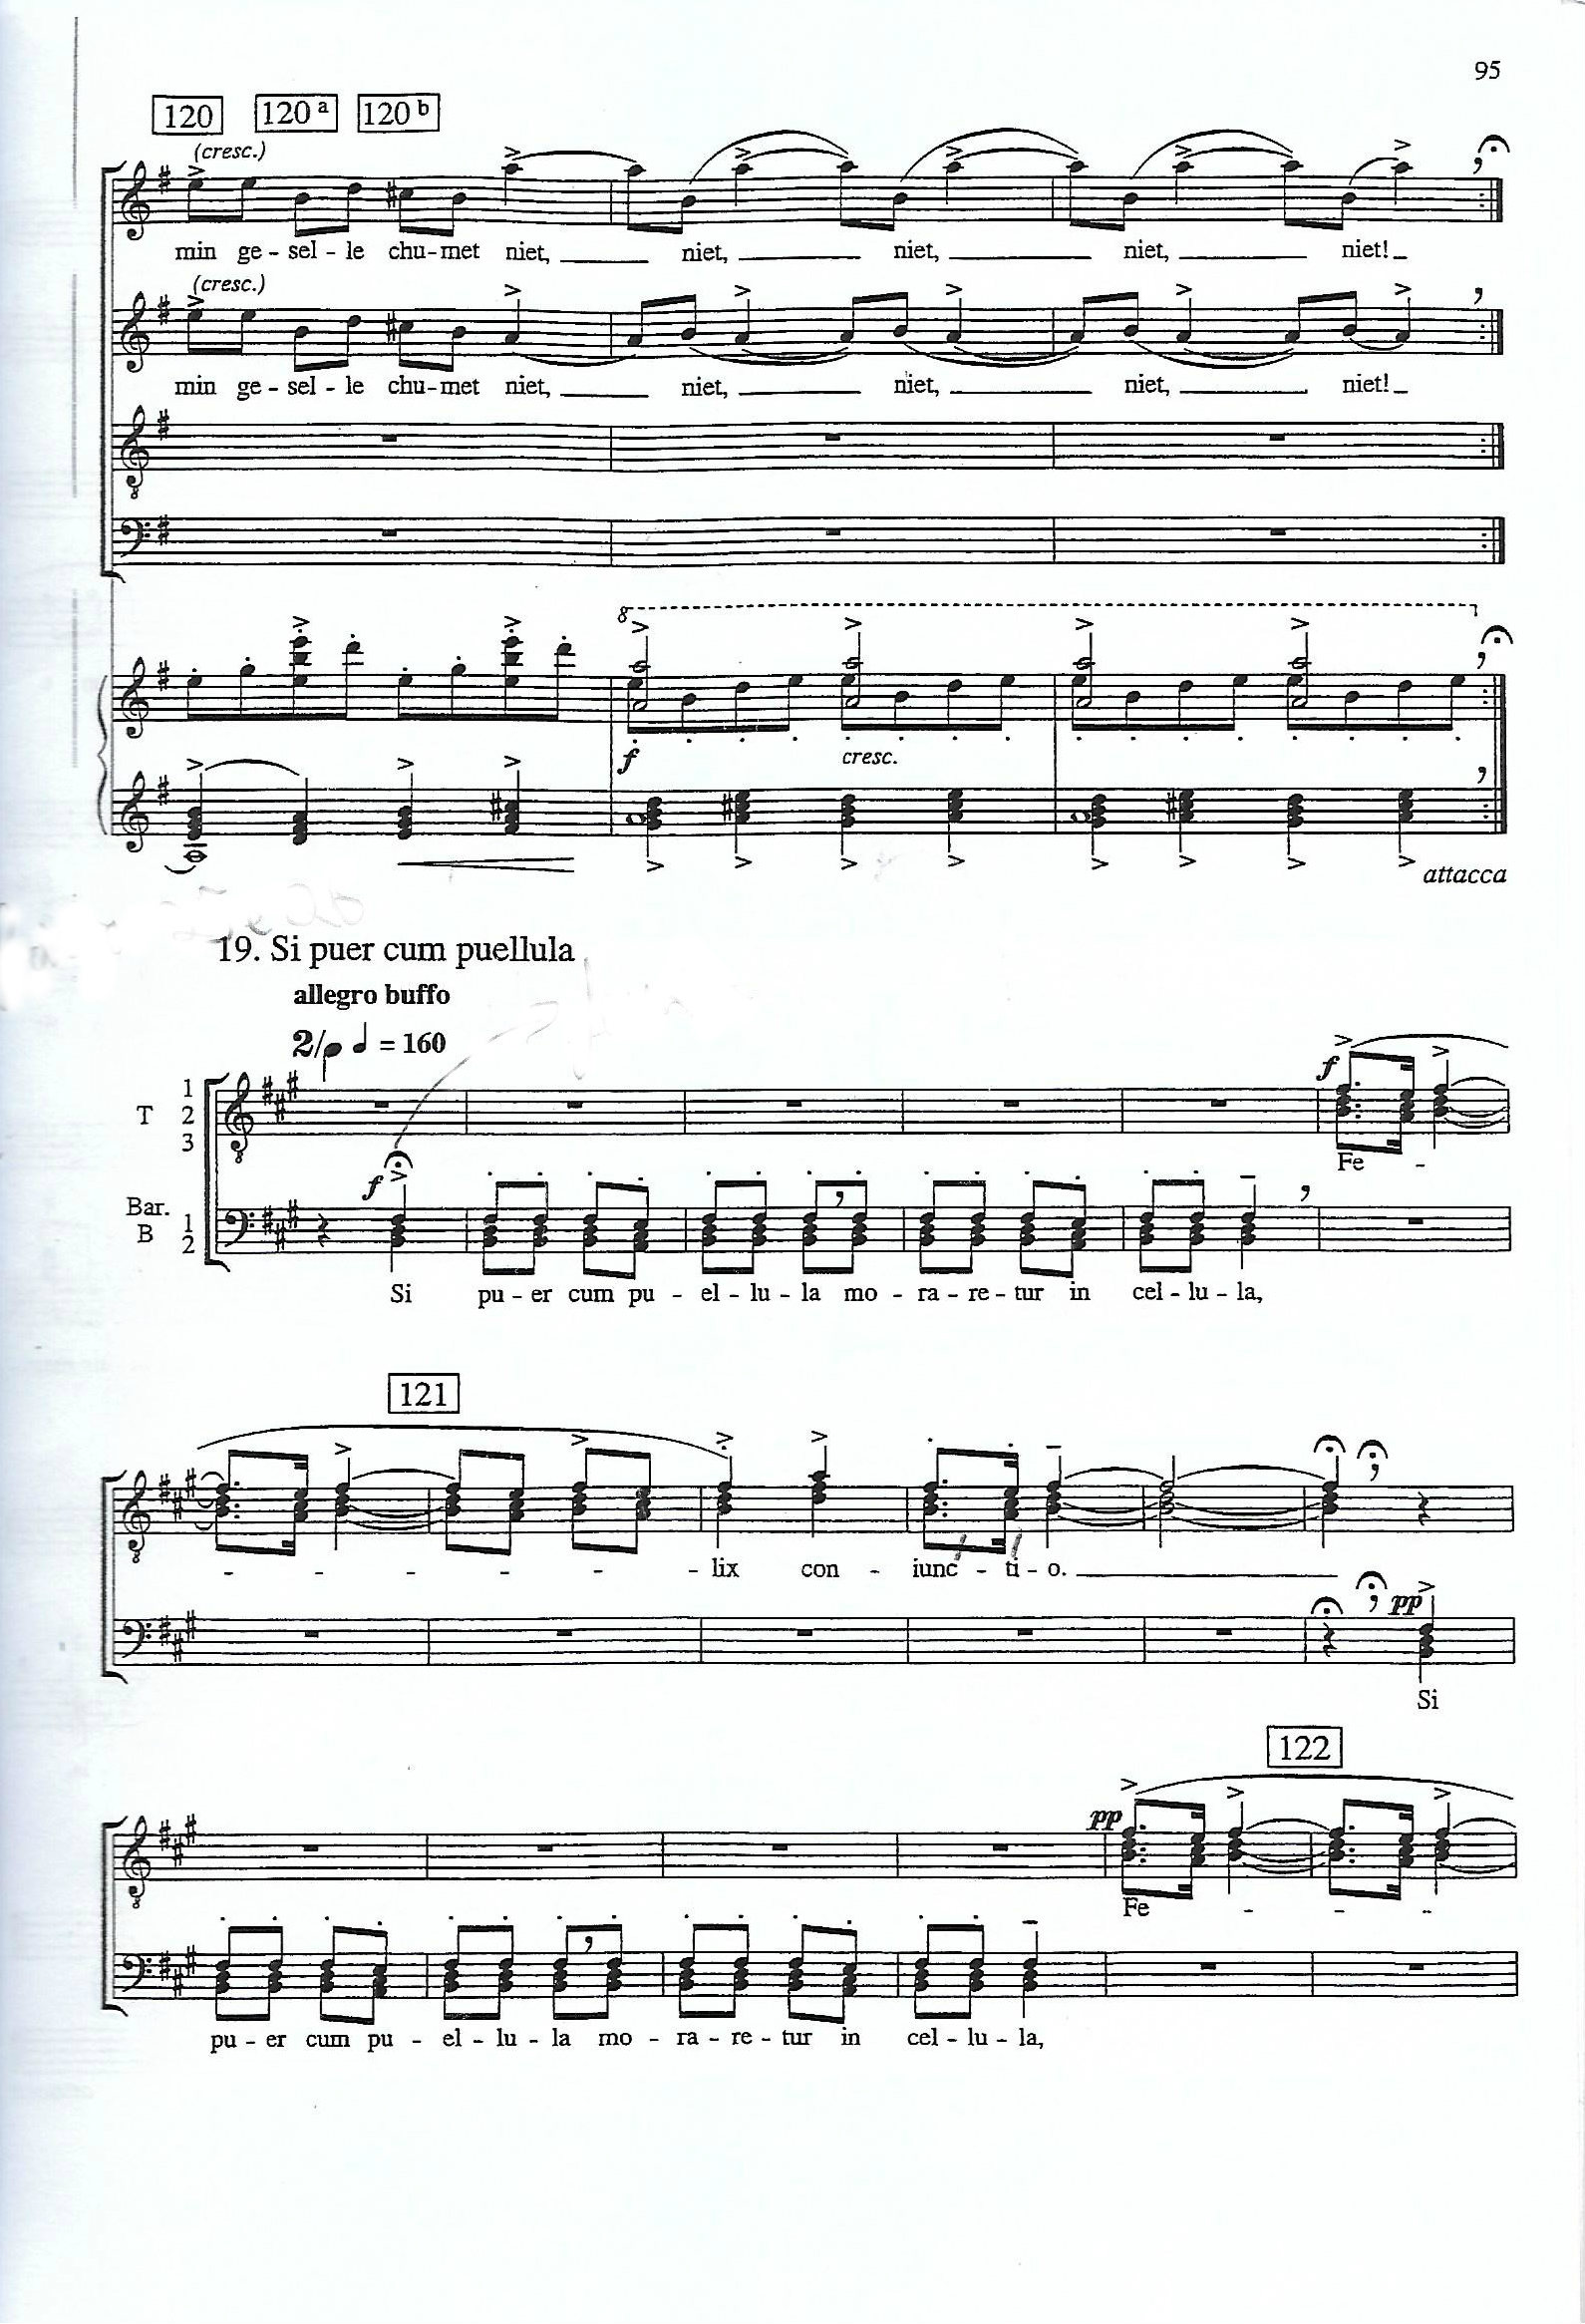 95
120 120 a 120 b
(cresc.)
min ge - sel - le chu - met niet, niet, niet, niet, niet!
(cresc.)
min ge - sel - le chu - met niet, niet, niet, niet, niet!
8
f cresc.
attacca
19. Si puer cum puellula
allegro buffo
2/ = 160
T 1 2 3
f
Fe -
Bar.
B 1 2
f
Si pu - er cum pu - el - lu - la mo - ra - re - tur in cel - lu - la,
121
- - - - - - lix con - iunc - ti - o.
pp
Si
122
pp
Fe - - -
pu - er cum pu - el - lu - la mo - ra - re - tur in cel - lu - la,